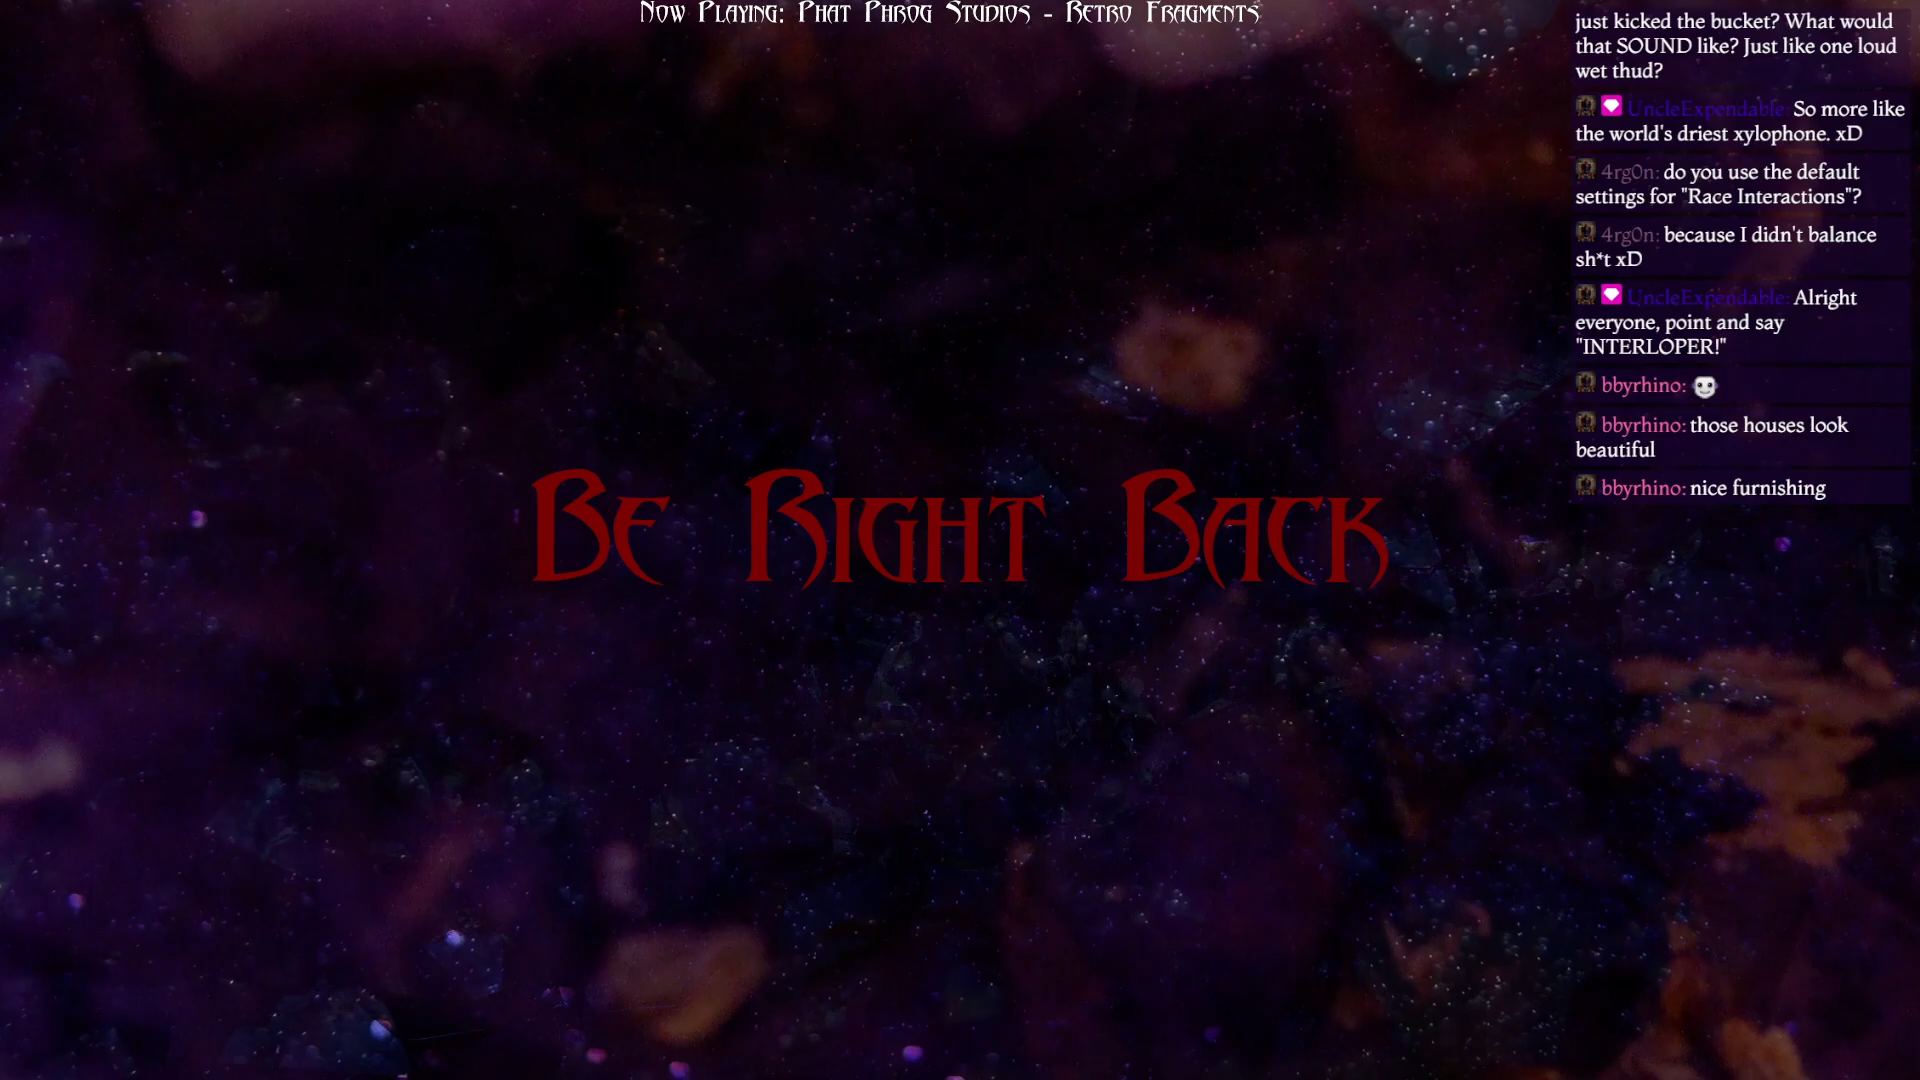 Now Playing: Phat Phrog Studios - Retro Fragments
just kicked the bucket? What would
that SOUND like? Just like one loud
wet thud?
UncleExpendable: So more like
the world's driest xylophone. xD
4rg0n: do you use the default
settings for "Race Interactions"?
4rg0n: because I didn't balance
sh*t xD
UncleExpendable: Alright
everyone, point and say
"INTERLOPER!"
bbyrhino:
bbyrhino: those houses look
beautiful
bbyrhino: nice furnishing
Be Right Back